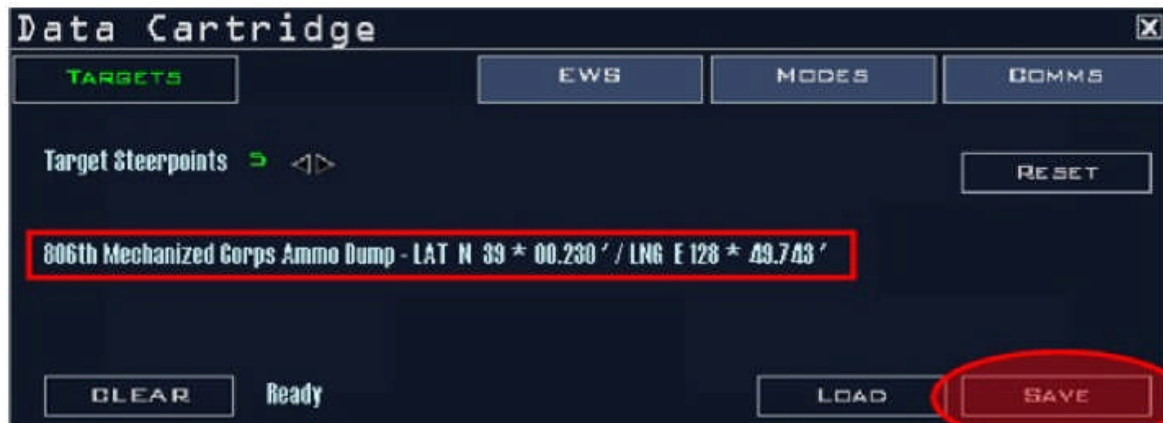 Data Cartridge X
TARGETS EWS MODES COMMS
Target Steerpoints 5
RESET
806th Mechanized Corps Ammo Dump - LAT N 39 * 00.230 ' / LNG E 128 * 49.743 '
CLEAR Ready LOAD SAVE